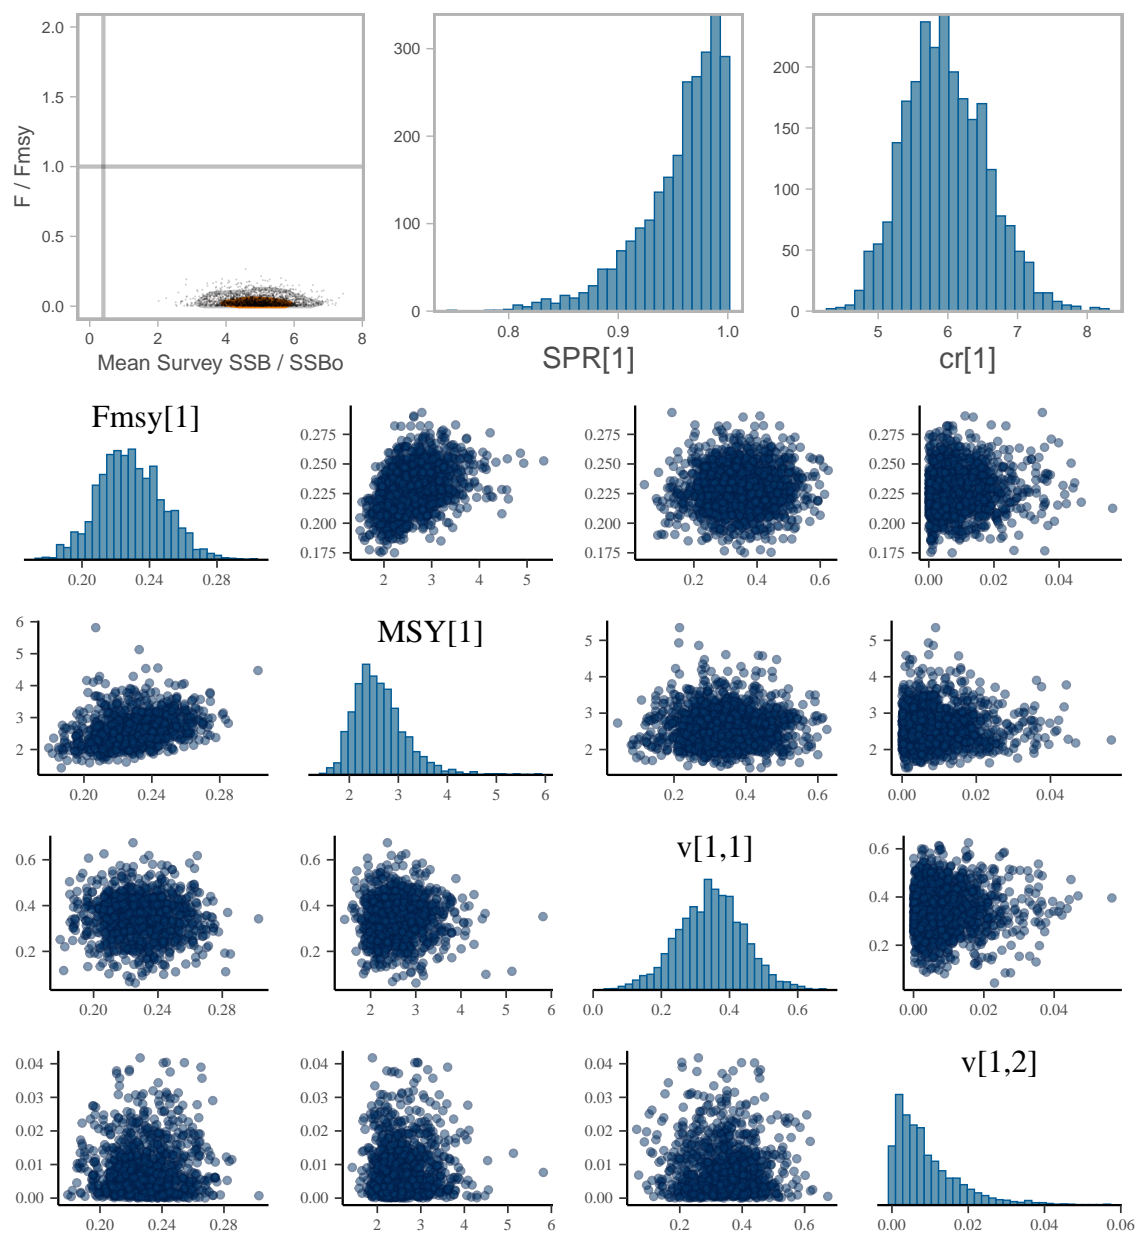 2.0
1.5
1.0
0.5
0.0
F / Fmsy
0 2 4 6 8
Mean Survey SSB / SSBo
300
200
100
0
0.8 0.9 1.0
SPR[1]
200
150
100
50
0
5 6 7 8
cr[1]
Fmsy[1]
0.20 0.24 0.28
0.275
0.250
0.225
0.200
0.175
2 3 4 5
0.275
0.250
0.225
0.200
0.175
0.2 0.4 0.6
0.275
0.250
0.225
0.200
0.175
0.00 0.02 0.04
6
5
4
3
2
0.20 0.24 0.28
MSY[1]
2 3 4 5 6
5
4
3
2
0.2 0.4 0.6
5
4
3
2
0.00 0.02 0.04
0.6
0.4
0.2
0.20 0.24 0.28
0.6
0.4
0.2
2 3 4 5 6
v[1,1]
0.0 0.2 0.4 0.6
0.6
0.4
0.2
0.00 0.02 0.04
0.04
0.03
0.02
0.01
0.00
0.20 0.24 0.28
0.04
0.03
0.02
0.01
0.00
2 3 4 5 6
0.04
0.03
0.02
0.01
0.00
0.2 0.4 0.6
v[1,2]
0.00 0.02 0.04 0.06